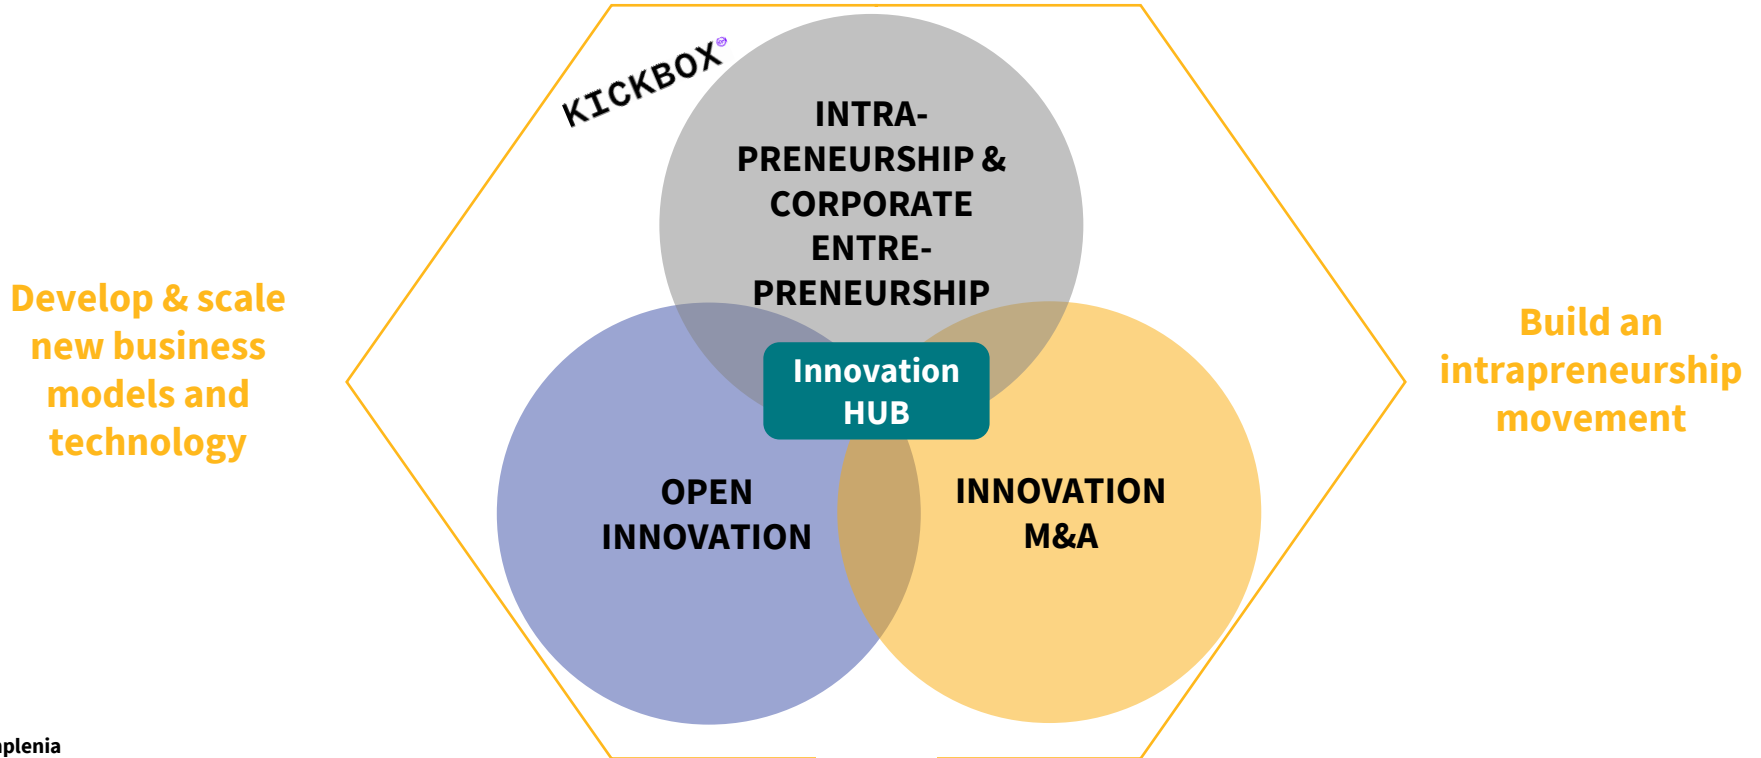 KICKBOX
INTRA-
PRENEURSHIP &
CORPORATE
ENTRE-
PRENEURSHIP
Develop & scale
new business
models and
technology
Build an
intrapreneurship
movement
Innovation
HUB
OPEN
INNOVATION
INNOVATION
M&A
plenia